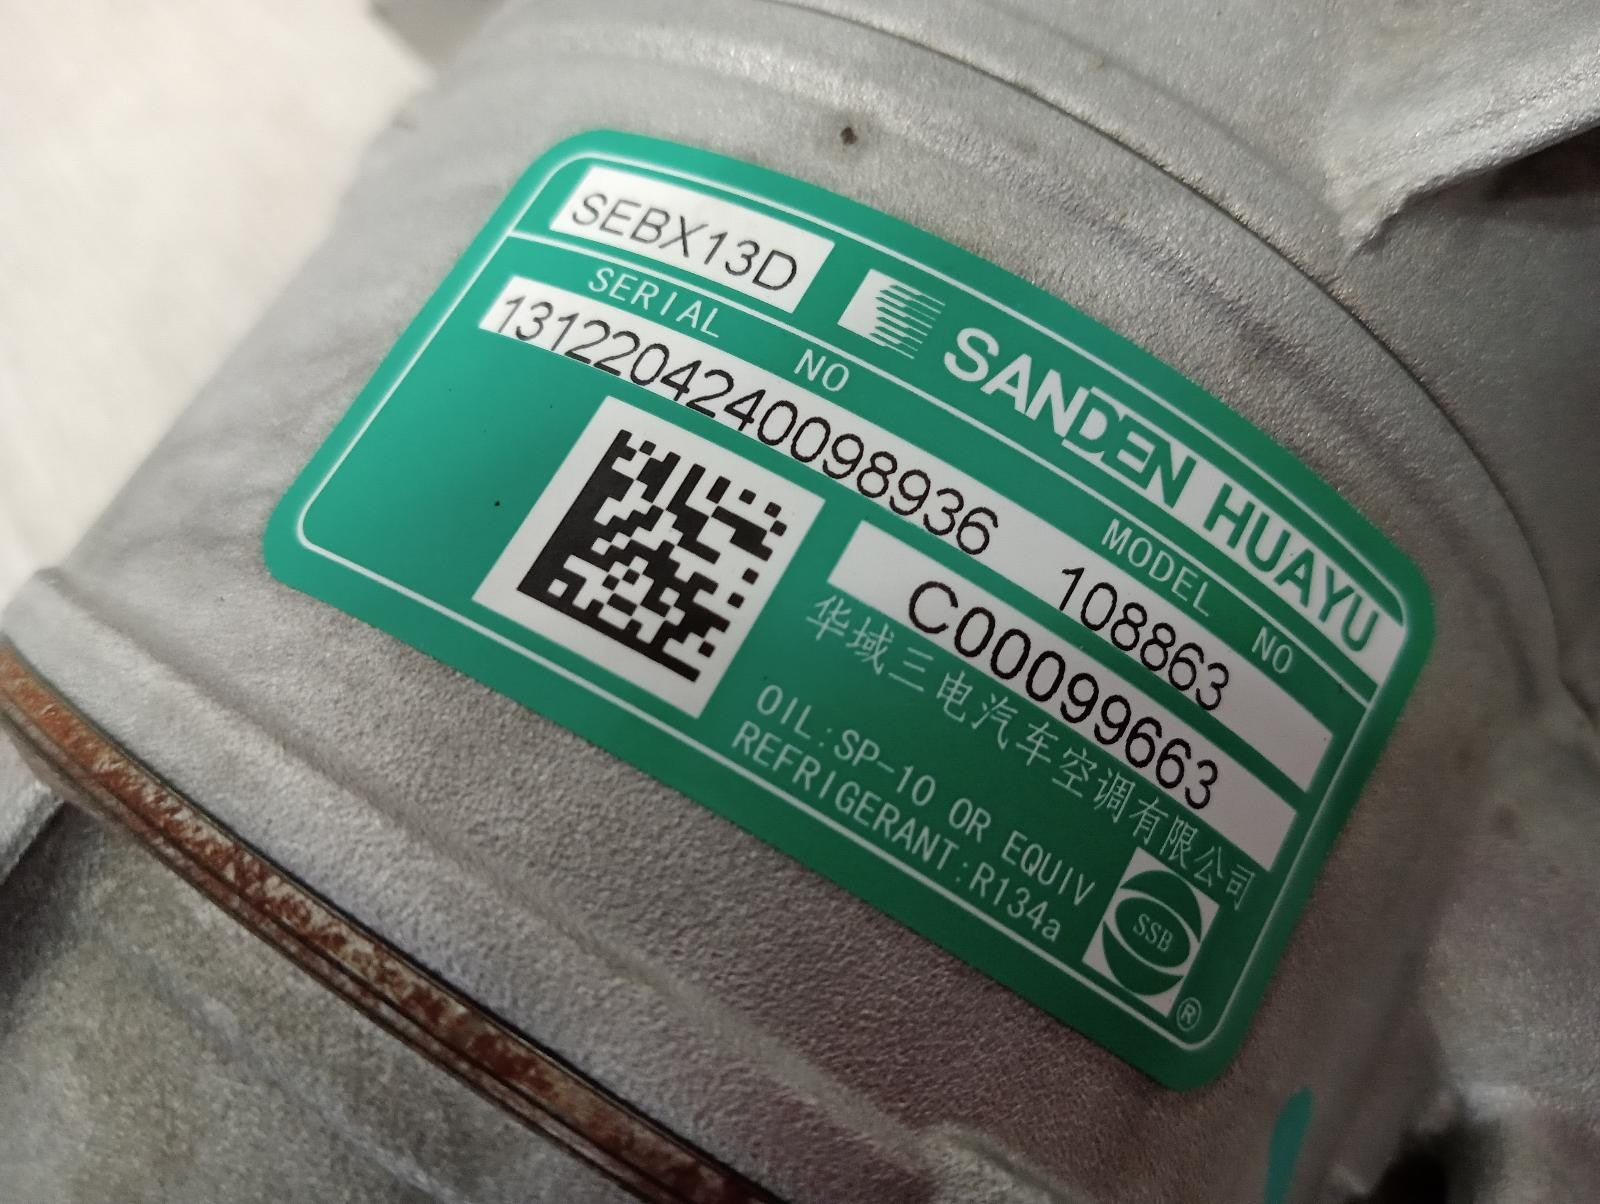 SEBX13D
SANDEN HUAYU
SERIAL NO
MODEL NO
1312204240098936 108863
C00099663
华域三电汽车空调有限公司
OIL:SP-10 OR EQUIV
REFRIGERANT:R134a
SSB
®